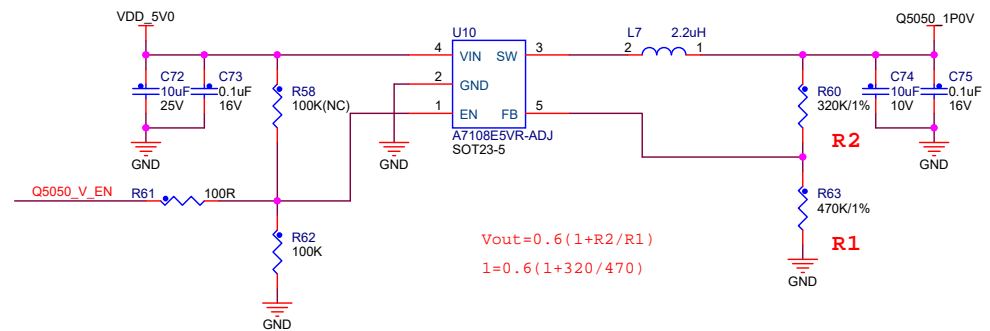 VDD_5V0
Q5050_1P0V
U10
L7 2.2uH
4 VIN SW 3
2 1
C72
10uF
25V
C73
0.1uF
16V
R58
100K(NC)
2 GND
1 EN FB 5
A7108E5VR-ADJ
SOT23-5
R60
320K/1%
R2
C74
10uF
10V
C75
0.1uF
16V
GND
GND
GND
Q5050_V_EN
R61 100R
R63
470K/1%
R1
R62
100K
Vout=0.6(1+R2/R1)
1=0.6(1+320/470)
GND
GND